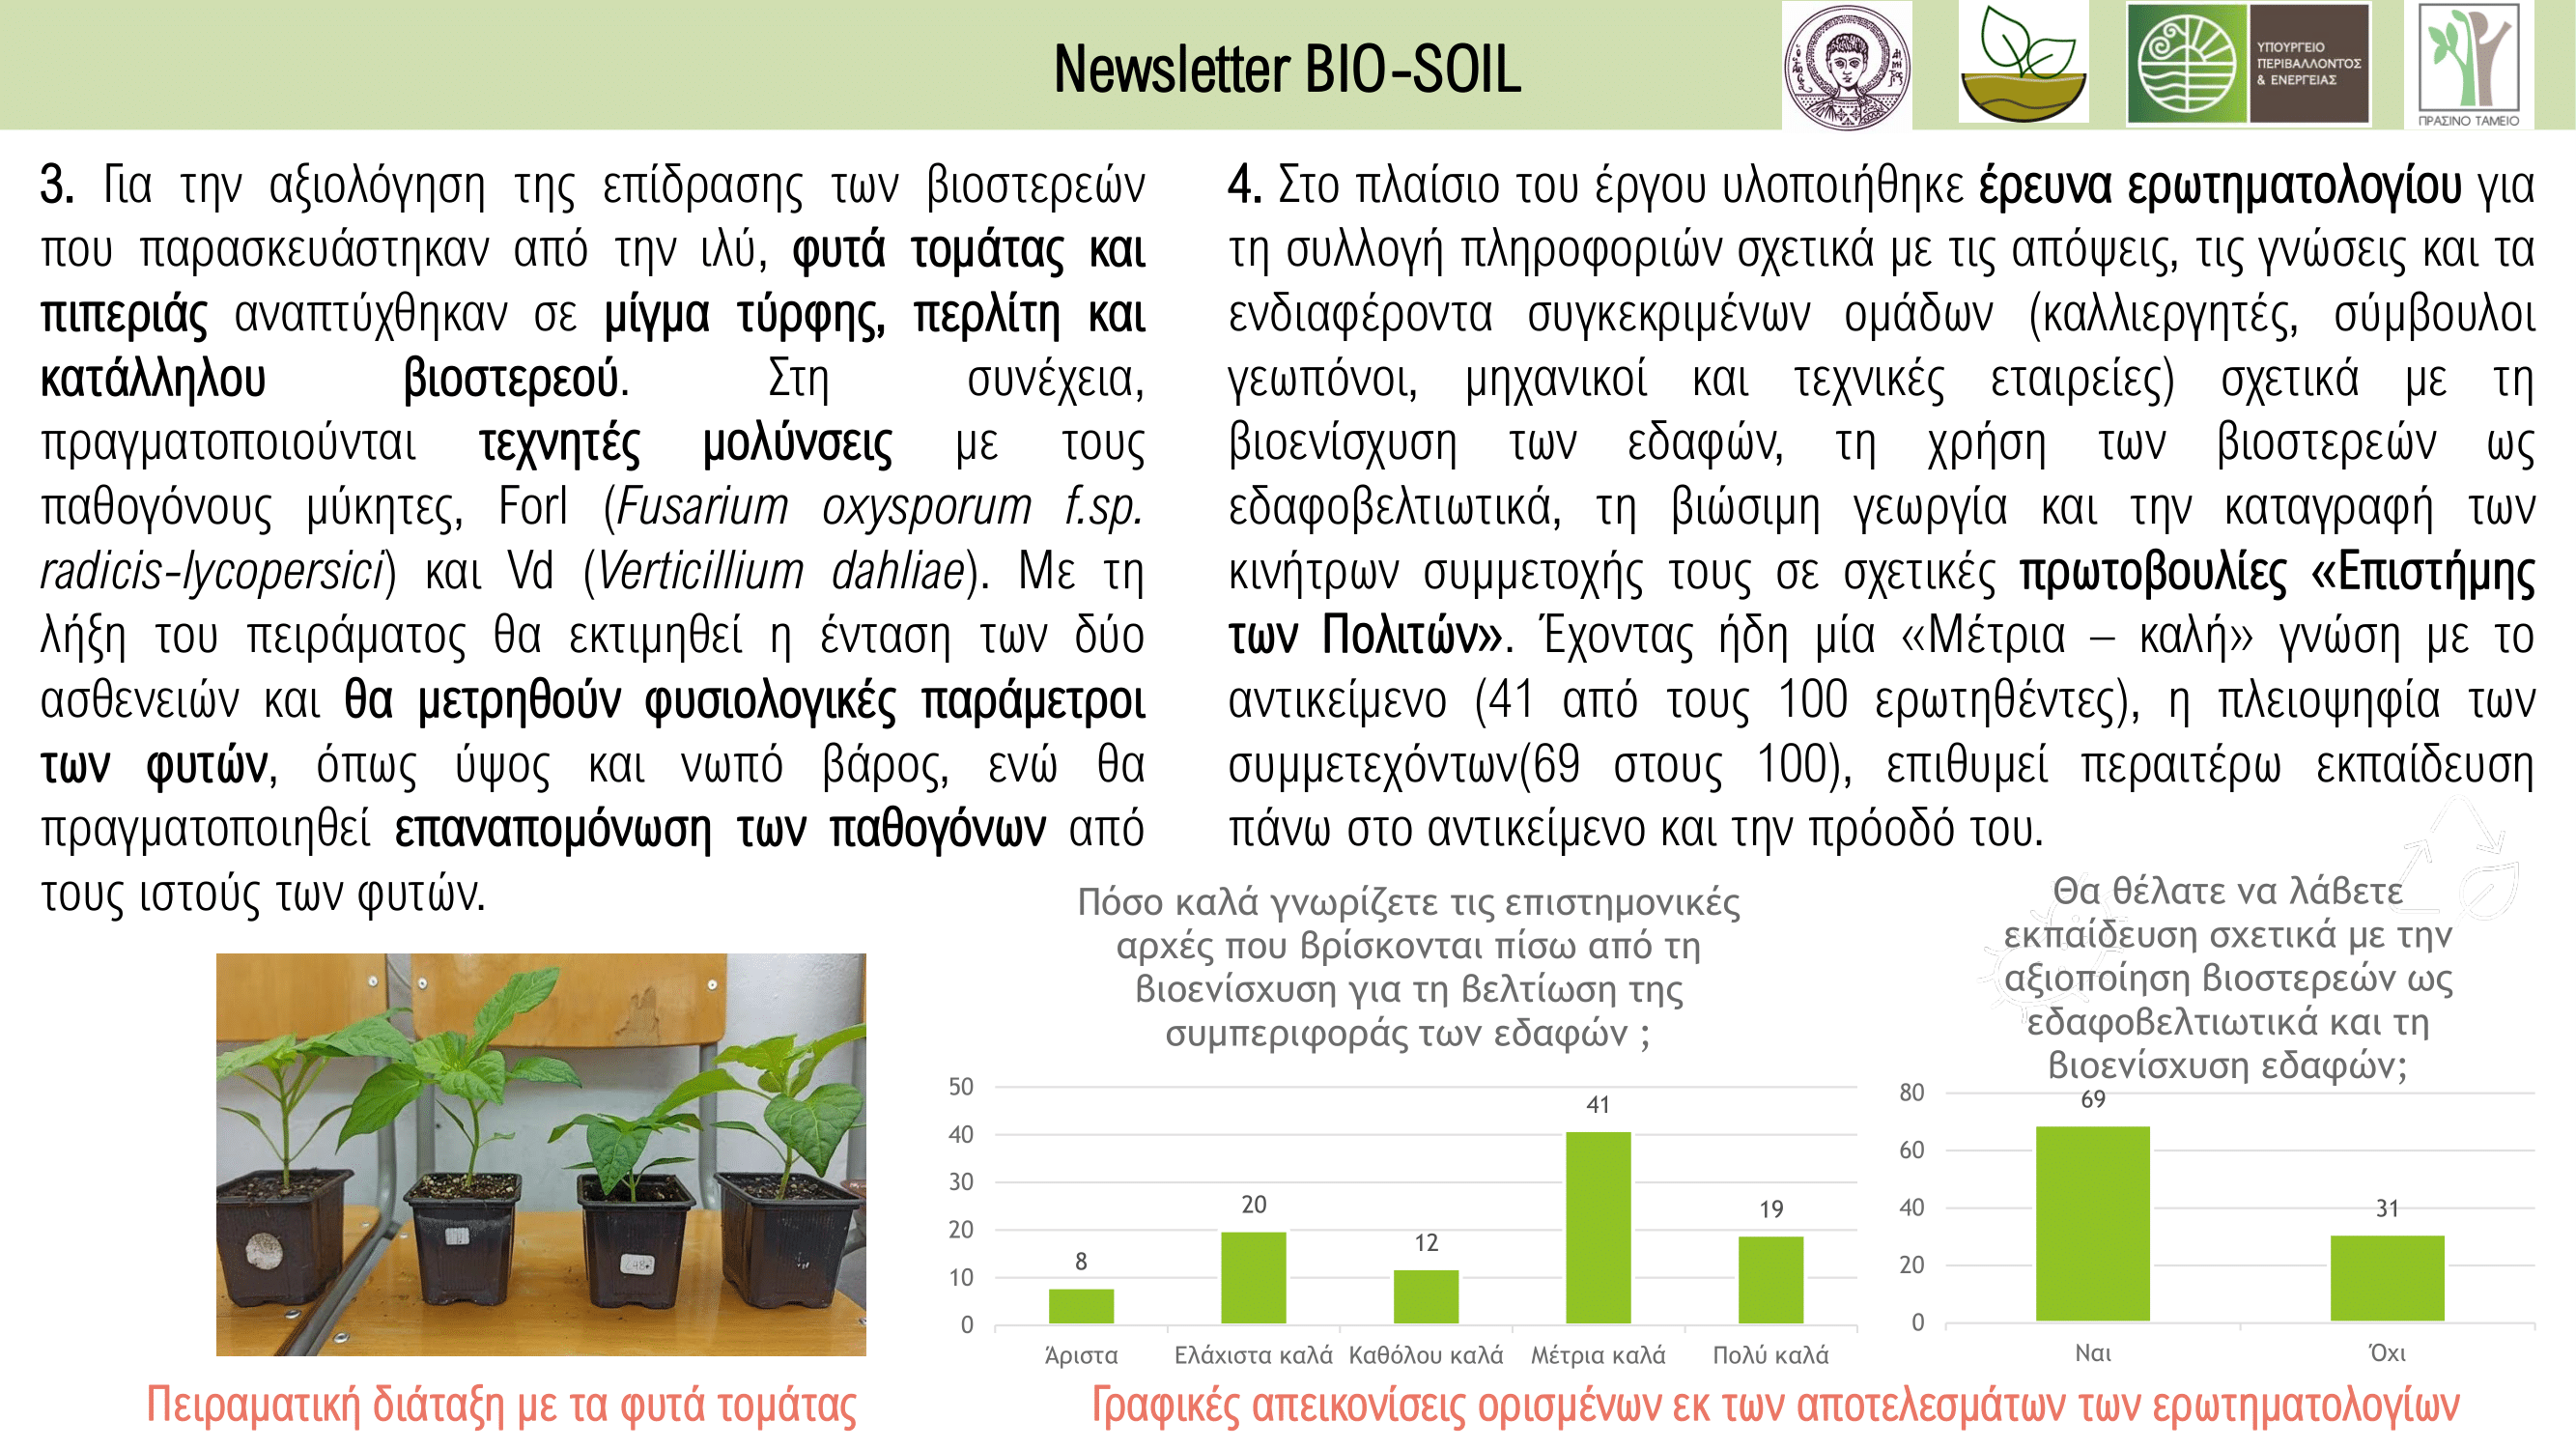 Newsletter BIO-SOIL
ΥΠΟΥΡΓΕΙΟ
ΠΕΡΙΒΑΛΛΟΝΤΟΣ
& ΕΝΕΡΓΕΙΑΣ
ΠΡΑΣΙΝΟ ΤΑΜΕΙΟ
3. Για την αξιολόγηση της επίδρασης των βιοστερεών
που παρασκευάστηκαν από την ιλύ, φυτά τομάτας και
πιπεριάς αναπτύχθηκαν σε μίγμα τύρφης, περλίτη και
κατάλληλου βιοστερεού. Στη συνέχεια,
πραγματοποιούνται τεχνητές μολύνσεις με τους
παθογόνους μύκητες, Forl (Fusarium oxysporum f.sp.
radicis-lycopersici) και Vd (Verticillium dahliae). Με τη
λήξη του πειράματος θα εκτιμηθεί η ένταση των δύο
ασθενειών και θα μετρηθούν φυσιολογικές παράμετροι
των φυτών, όπως ύψος και νωπό βάρος, ενώ θα
πραγματοποιηθεί επαναπομόνωση των παθογόνων από
τους ιστούς των φυτών.
Πειραματική διάταξη με τα φυτά τομάτας
4. Στο πλαίσιο του έργου υλοποιήθηκε έρευνα ερωτηματολογίου για
τη συλλογή πληροφοριών σχετικά με τις απόψεις, τις γνώσεις και τα
ενδιαφέροντα συγκεκριμένων ομάδων (καλλιεργητές, σύμβουλοι
γεωπόνοι, μηχανικοί και τεχνικές εταιρείες) σχετικά με τη
βιοενίσχυση των εδαφών, τη χρήση των βιοστερεών ως
εδαφοβελτιωτικά, τη βιώσιμη γεωργία και την καταγραφή των
κινήτρων συμμετοχής τους σε σχετικές πρωτοβουλίες «Επιστήμης
των Πολιτών». Έχοντας ήδη μία «Μέτρια – καλή» γνώση με το
αντικείμενο (41 από τους 100 ερωτηθέντες), η πλειοψηφία των
συμμετεχόντων(69 στους 100), επιθυμεί περαιτέρω εκπαίδευση
πάνω στο αντικείμενο και την πρόοδό του.
Πόσο καλά γνωρίζετε τις επιστημονικές
αρχές που βρίσκονται πίσω από τη
βιοενίσχυση για τη βελτίωση της
συμπεριφοράς των εδαφών ;
50
40
30
20
10
0
8
20
12
41
19
Άριστα Ελάχιστα καλά Καθόλου καλά Μέτρια καλά Πολύ καλά
Θα θέλατε να λάβετε
εκπαίδευση σχετικά με την
αξιοποίηση βιοστερεών ως
εδαφοβελτιωτικά και τη
βιοενίσχυση εδαφών;
80
60
40
20
0
69
31
Ναι Όχι
Γραφικές απεικονίσεις ορισμένων εκ των αποτελεσμάτων των ερωτηματολογίων